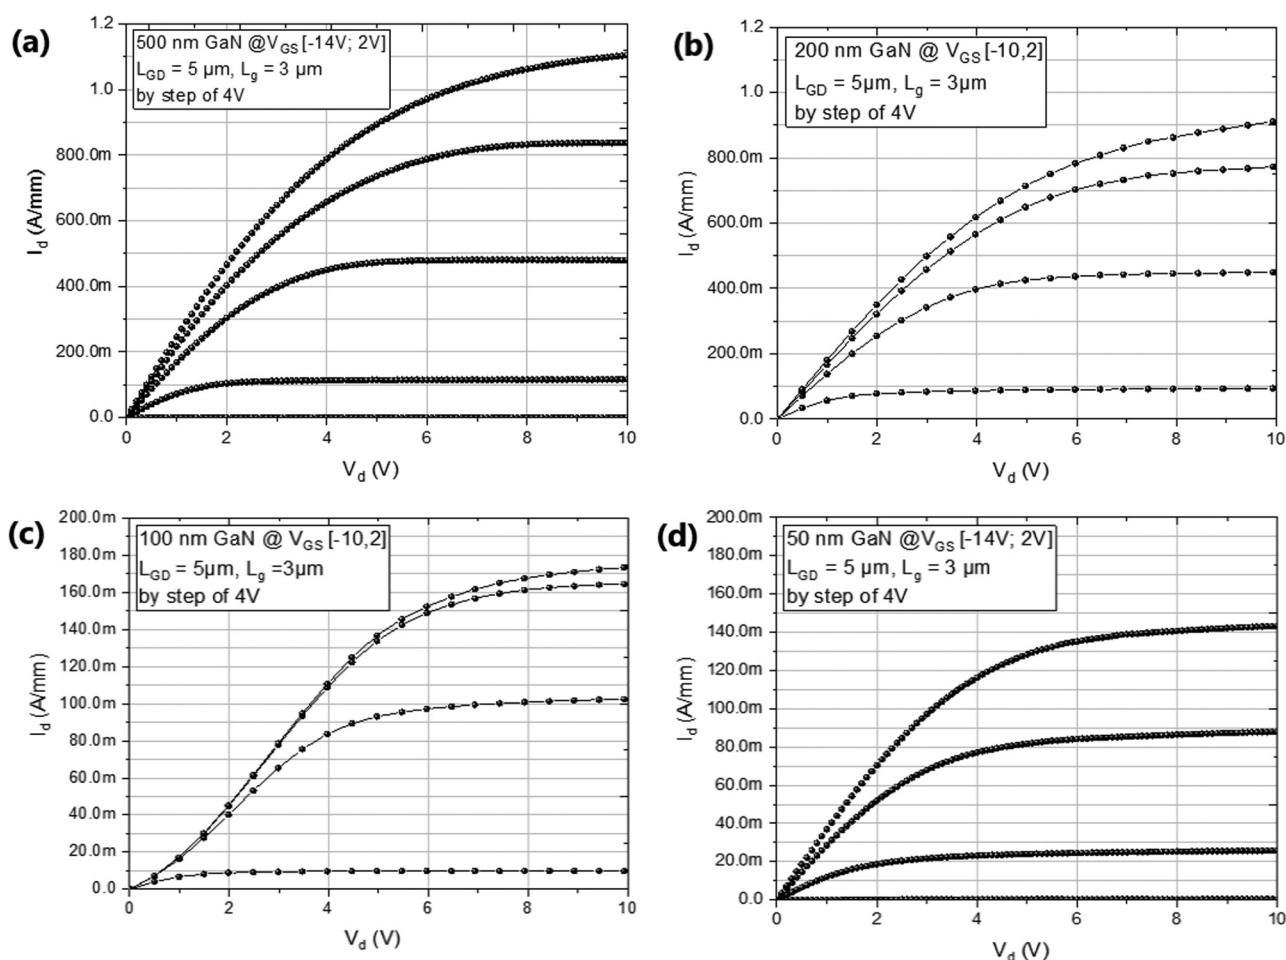 (a)
500 nm GaN @V_GS [-14V; 2V]
L_GD = 5 µm, L_g = 3 µm
by step of 4V
1.2
1.0
800.0m
600.0m
400.0m
200.0m
0.0
I_d (A/mm)
0 2 4 6 8 10
V_d (V)
(b)
200 nm GaN @ V_GS [-10,2]
L_GD = 5µm, L_g = 3µm
by step of 4V
1.2
1.0
800.0m
600.0m
400.0m
200.0m
0.0
I_d (A/mm)
0 2 4 6 8 10
V_d (V)
(c)
100 nm GaN @ V_GS [-10,2]
L_GD = 5µm, L_g =3µm
by step of 4V
200.0m
180.0m
160.0m
140.0m
120.0m
100.0m
80.0m
60.0m
40.0m
20.0m
0.0
I_d (A/mm)
0 2 4 6 8 10
V_d (V)
(d)
50 nm GaN @V_GS [-14V; 2V]
L_GD = 5 µm, L_g = 3 µm
by step of 4V
200.0m
180.0m
160.0m
140.0m
120.0m
100.0m
80.0m
60.0m
40.0m
20.0m
0.0
I_d (A/mm)
0 2 4 6 8 10
V_d (V)